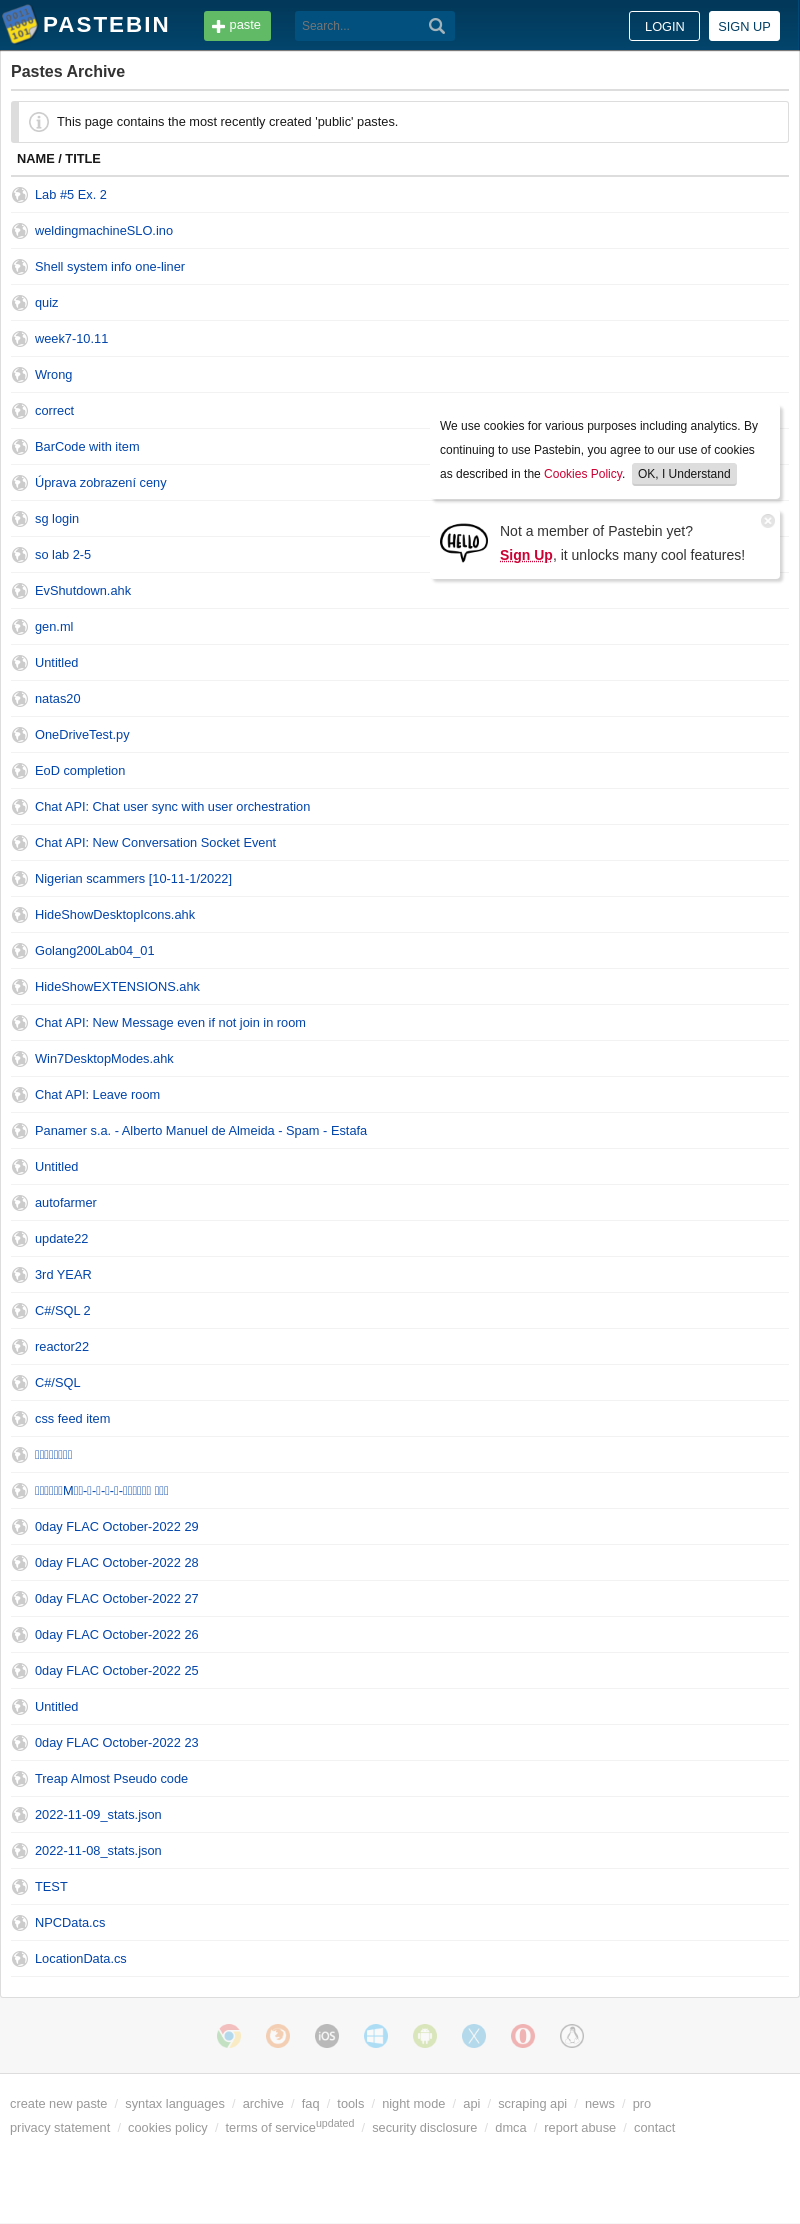 PASTEBIN
paste
Search...
LOGIN
SIGN UP
Pastes Archive
This page contains the most recently created 'public' pastes.
NAME / TITLE
Lab #5 Ex. 2
weldingmachineSLO.ino
Shell system info one-liner
quiz
week7-10.11
Wrong
correct
BarCode with item
Úprava zobrazení ceny
sg login
so lab 2-5
EvShutdown.ahk
We use cookies for various purposes including analytics. By
continuing to use Pastebin, you agree to our use of cookies
as described in the Cookies Policy. OK, I Understand
HELLO
Not a member of Pastebin yet?
Sign Up, it unlocks many cool features!
gen.ml
Untitled
natas20
OneDriveTest.py
EoD completion
Chat API: Chat user sync with user orchestration
Chat API: New Conversation Socket Event
Nigerian scammers [10-11-1/2022]
HideShowDesktopIcons.ahk
Golang200Lab04_01
HideShowEXTENSIONS.ahk
Chat API: New Message even if not join in room
Win7DesktopModes.ahk
Chat API: Leave room
Panamer s.a. - Alberto Manuel de Almeida - Spam - Estafa
Untitled
autofarmer
update22
3rd YEAR
C#/SQL 2
reactor22
C#/SQL
css feed item
0day FLAC October-2022 29
0day FLAC October-2022 28
0day FLAC October-2022 27
0day FLAC October-2022 26
0day FLAC October-2022 25
Untitled
0day FLAC October-2022 23
Treap Almost Pseudo code
2022-11-09_stats.json
2022-11-08_stats.json
TEST
NPCData.cs
LocationData.cs
iOS
create new paste / syntax languages / archive / faq / tools / night mode / api / scraping api / news / pro
privacy statement / cookies policy / terms of service updated / security disclosure / dmca / report abuse / contact